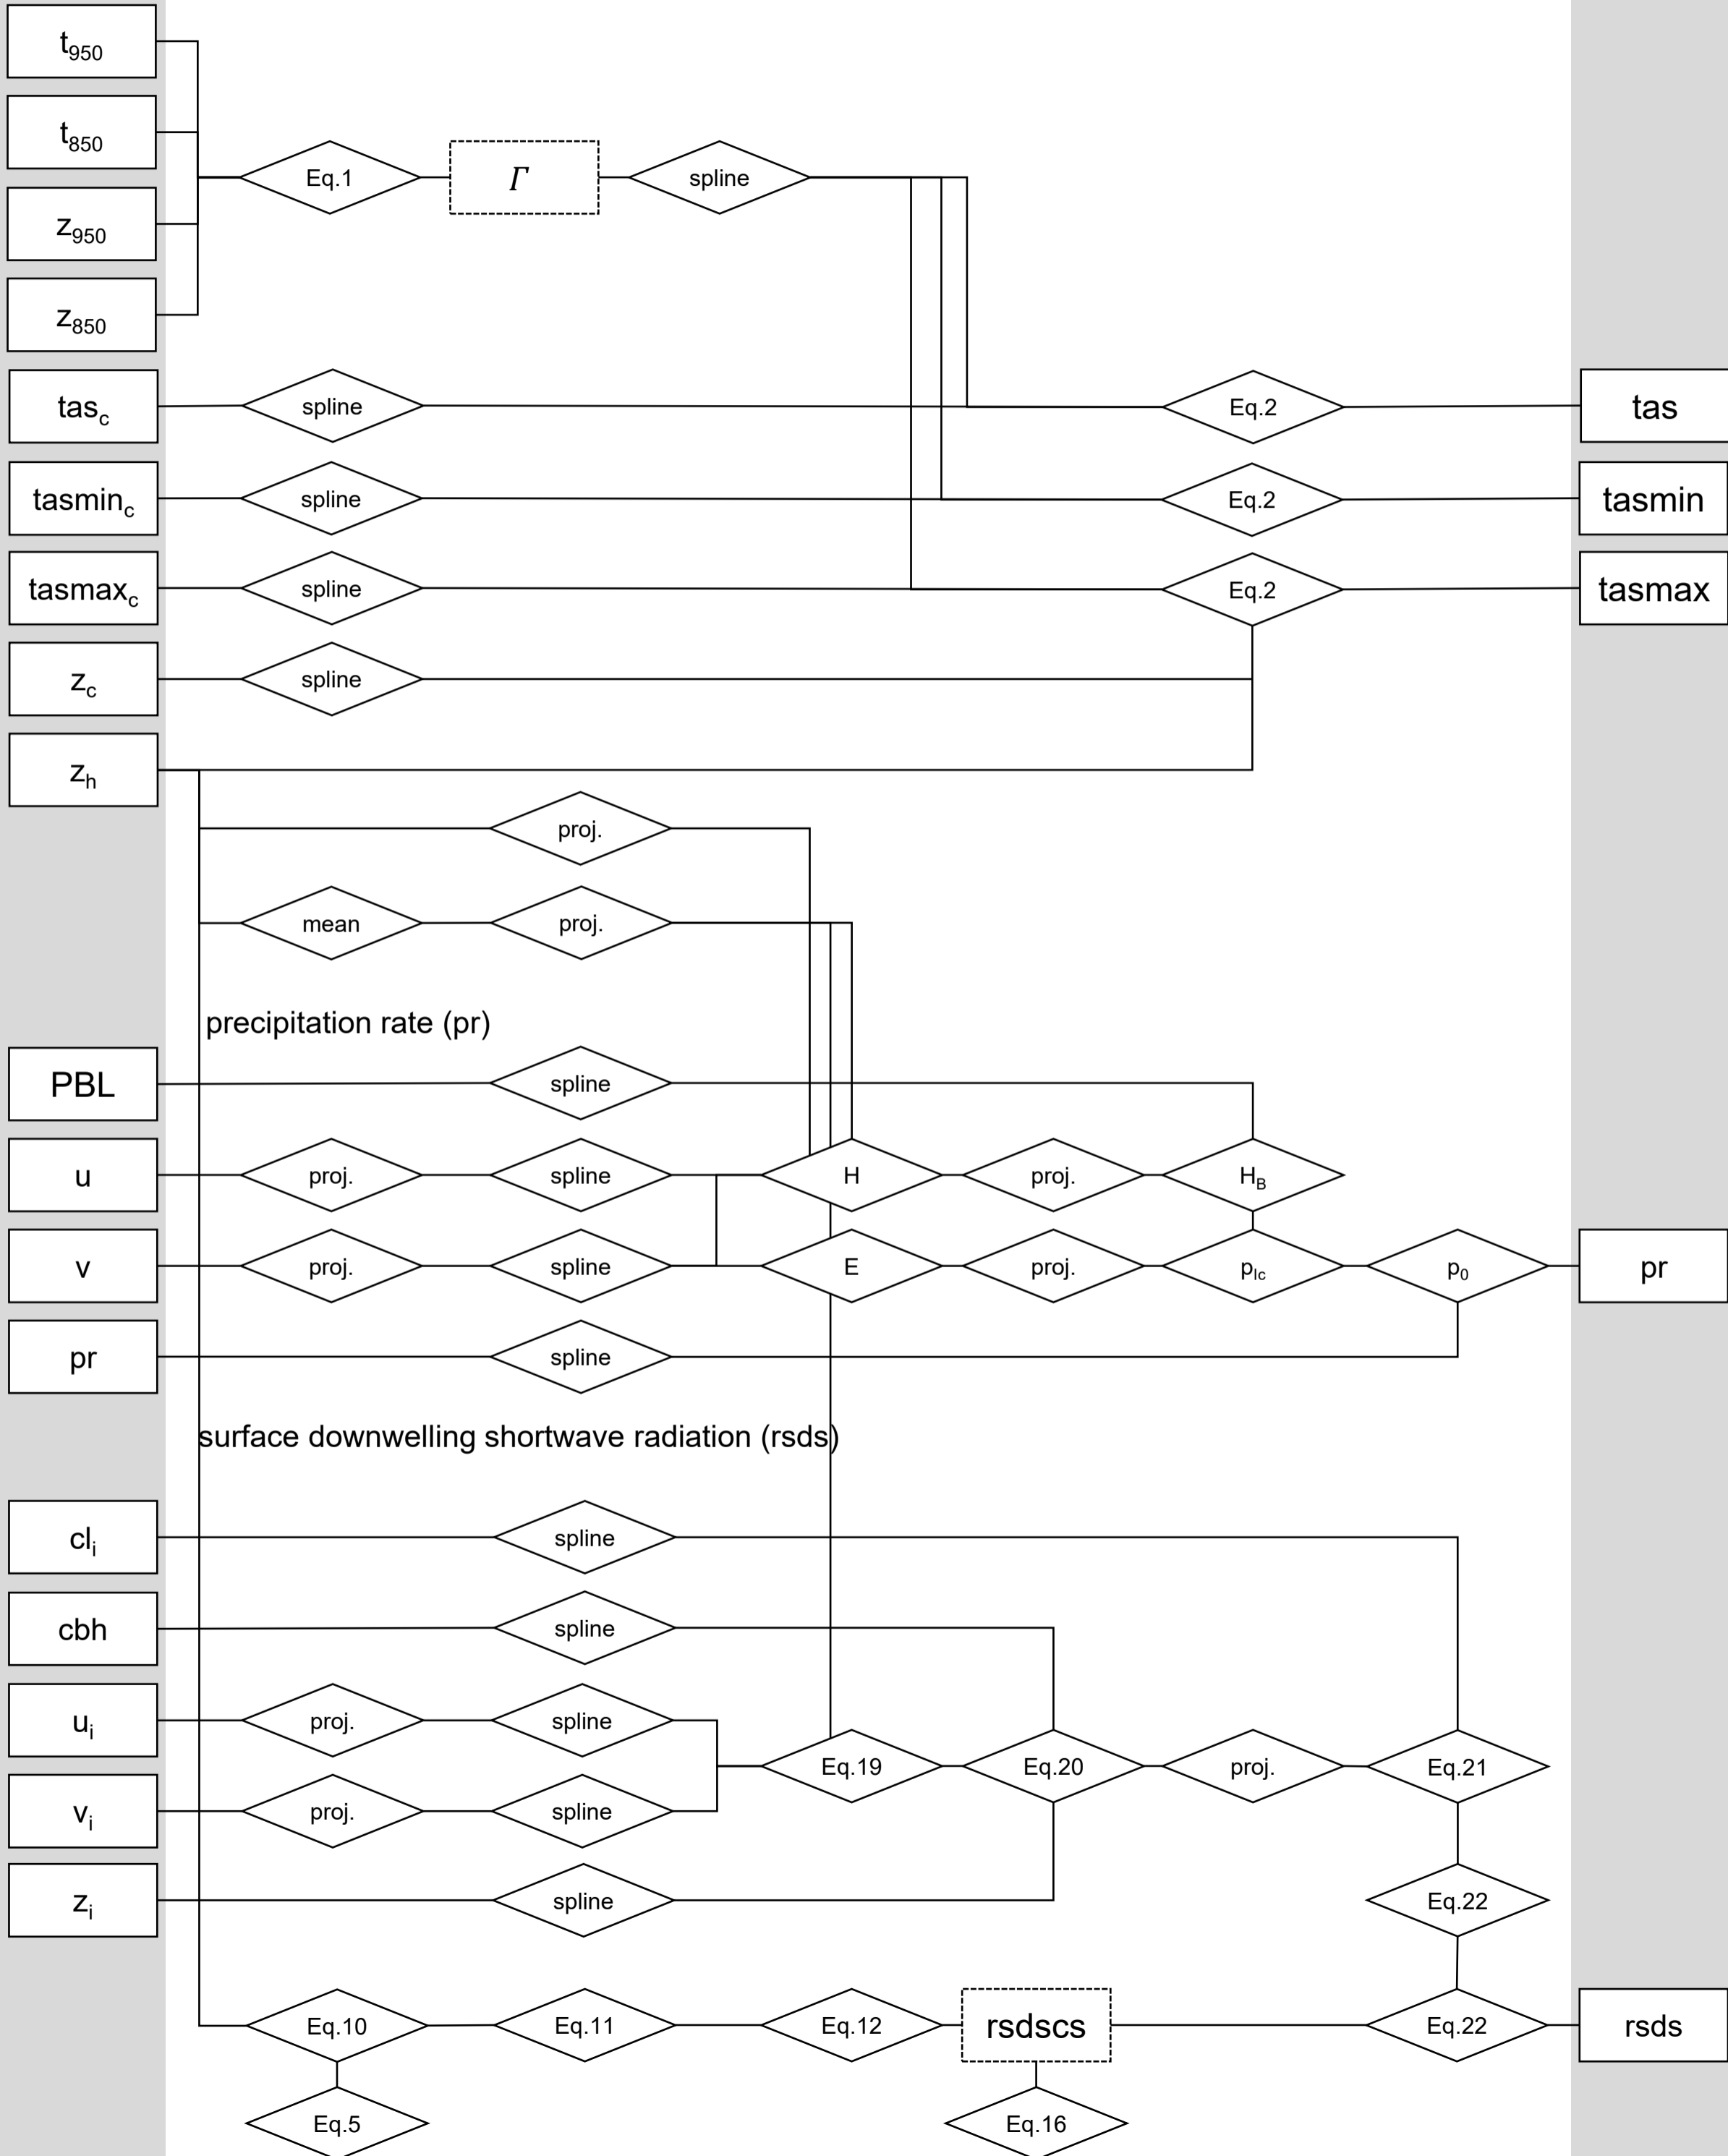 t950
t850
Eq.1 Γ spline
z950
z850
tasc spline Eq.2 tas
tasminc spline Eq.2 tasmin
tasmaxc spline Eq.2 tasmax
zc spline
zh
proj.
mean proj.
precipitation rate (pr)
PBL spline
u proj. spline H proj. HB
v proj. spline E proj. pIc p0 pr
pr spline
surface downwelling shortwave radiation (rsds)
cli spline
cbh spline
ui proj. spline
Eq.19 Eq.20 proj. Eq.21
vi proj. spline
zi spline Eq.22
Eq.10 Eq.11 Eq.12 rsdscs Eq.22 rsds
Eq.5 Eq.16